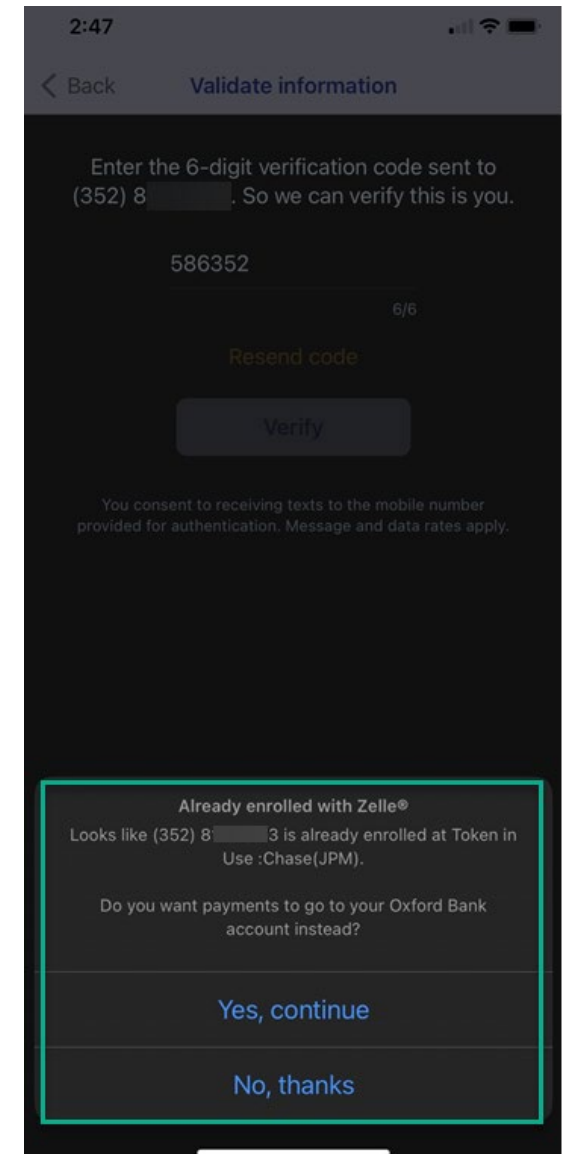 2:47
Back Validate information
Enter the 6-digit verification code sent to
(352) 8 . So we can verify this is you.
586352
6/6
Resend code
Verify
You consent to receiving texts to the mobile number
provided for authentication. Message and data rates apply.
Already enrolled with Zelle®
Looks like (352) 8 3 is already enrolled at Token in
Use :Chase(JPM).
Do you want payments to go to your Oxford Bank
account instead?
Yes, continue
No, thanks